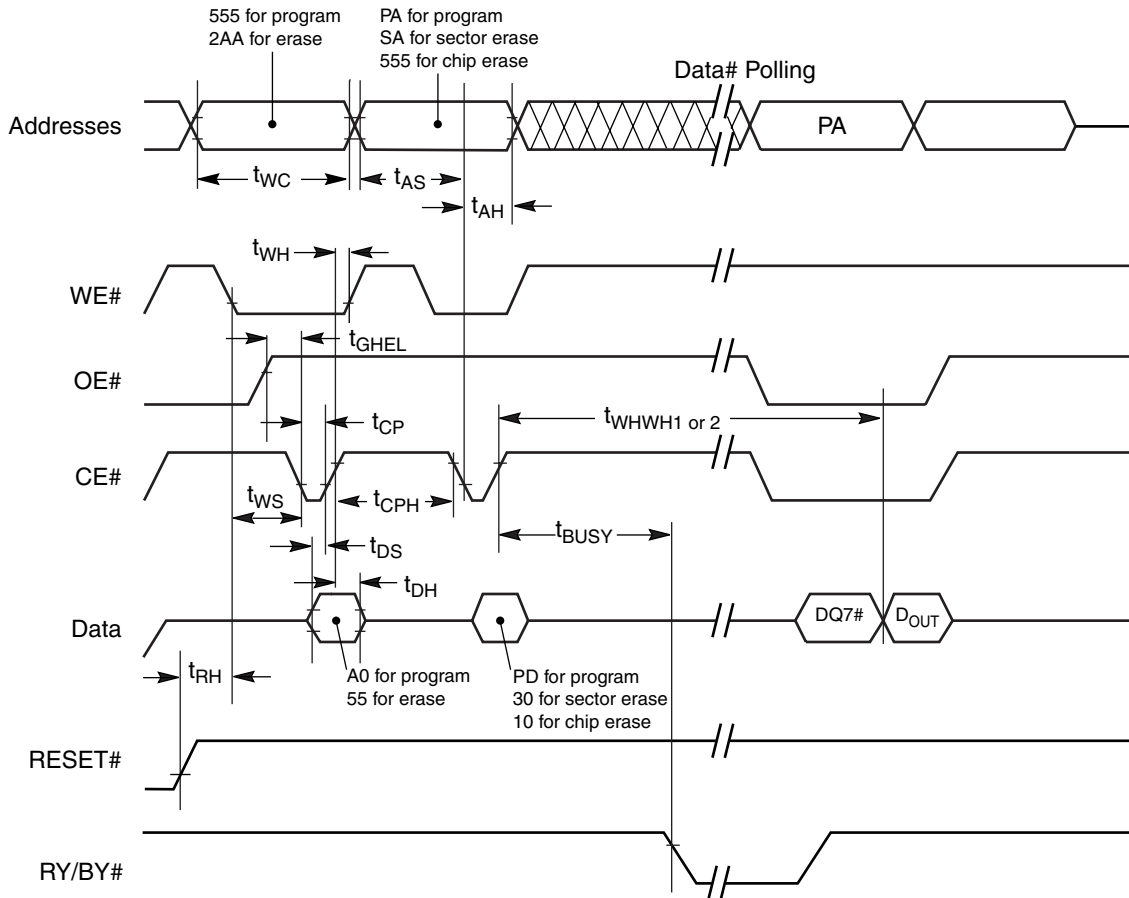 555 for program
2AA for erase
PA for program
SA for sector erase
555 for chip erase
Data# Polling
Addresses
PA
tWC
tAS
tAH
tWH
WE#
tGHEL
OE#
tWHWH1 or 2
tCP
CE#
tWS
tCPH
tBUSY
tDS
tDH
Data
DQ7#
DOUT
tRH
A0 for program
55 for erase
PD for program
30 for sector erase
10 for chip erase
RESET#
RY/BY#